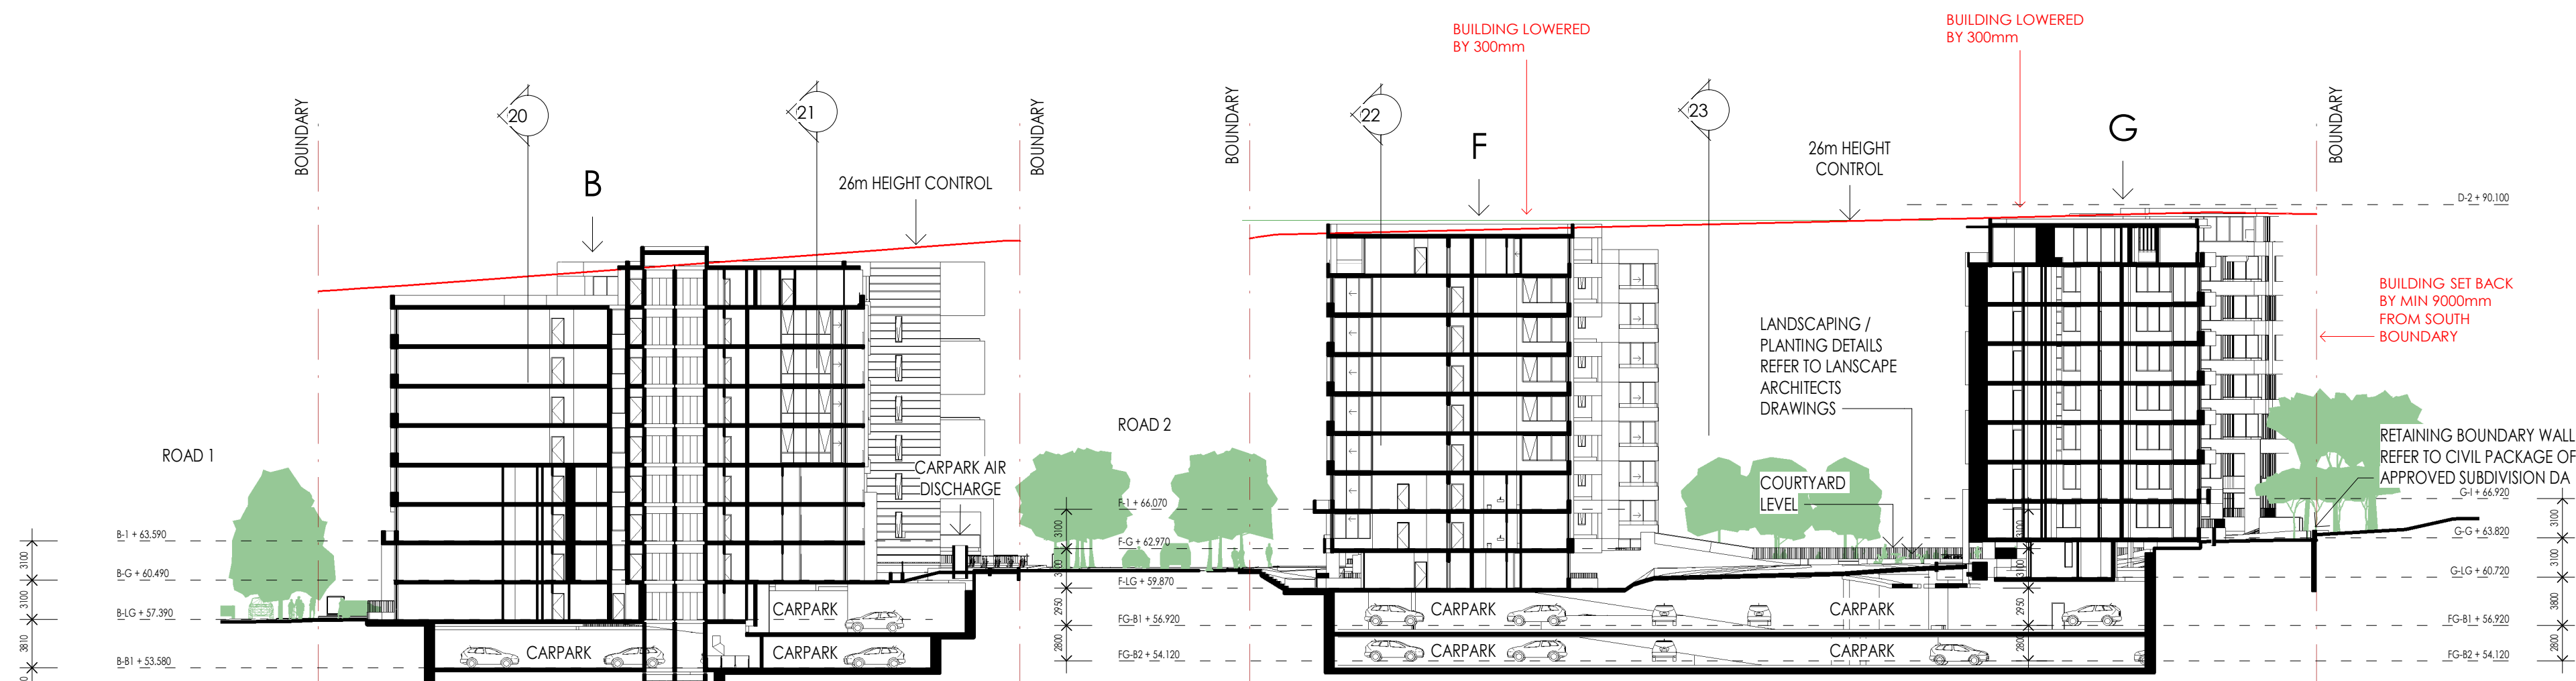 BUILDING LOWERED
BY 300mm
BUILDING LOWERED
BY 300mm
BOUNDARY
20
21
BOUNDARY
BOUNDARY
22
23
BOUNDARY
B
F
G
26m HEIGHT CONTROL
26m HEIGHT
CONTROL
D-2 + 90.100
BUILDING SET BACK
BY MIN 9000mm
FROM SOUTH
BOUNDARY
LANDSCAPING /
PLANTING DETAILS
REFER TO LANSCAPE
ARCHITECTS
DRAWINGS
ROAD 1
ROAD 2
CARPARK AIR
DISCHARGE
COURTYARD
LEVEL
RETAINING BOUNDARY WALL
REFER TO CIVIL PACKAGE OF
APPROVED SUBDIVISION DA
B-1 + 63.590
B-G + 60.490
B-LG + 57.390
B-B1 + 53.580
3100
3100
3810
F-1 + 66.070
F-G + 62.970
F-LG + 59.870
FG-B1 + 56.920
FG-B2 + 54.120
3100
3100
2950
2800
3100
3100
2950
2800
G-I + 66.920
G-G + 63.820
G-LG + 60.720
FG-B1 + 56.920
FG-B2 + 54.120
3100
3100
3800
2800
CARPARK
CARPARK
CARPARK
CARPARK
CARPARK
CARPARK
CARPARK